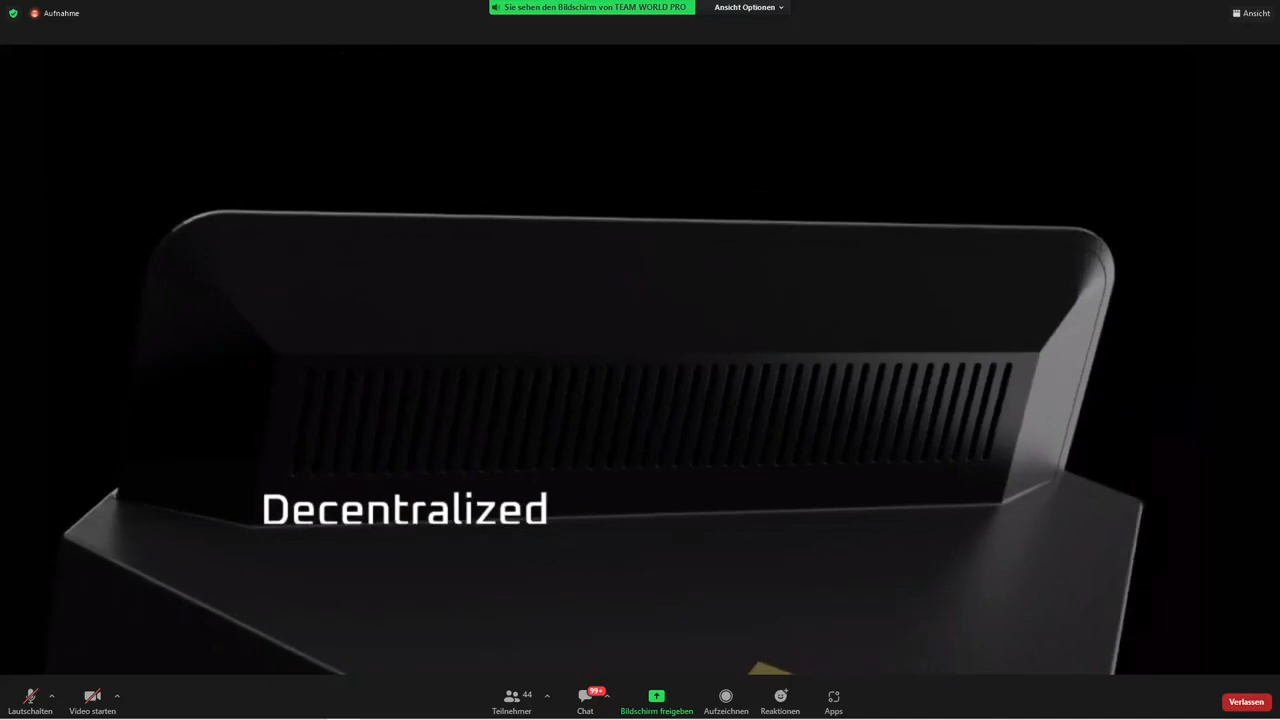 Aufnahme
Sie sehen den Bildschirm von TEAM WORLD PRO
Ansicht Optionen
Ansicht
Decentralized
Lautschalten
Video starten
44
Teilnehmer
99+
Chat
Bildschirm freigeben
Aufzeichnen
Reaktionen
Apps
Verlassen